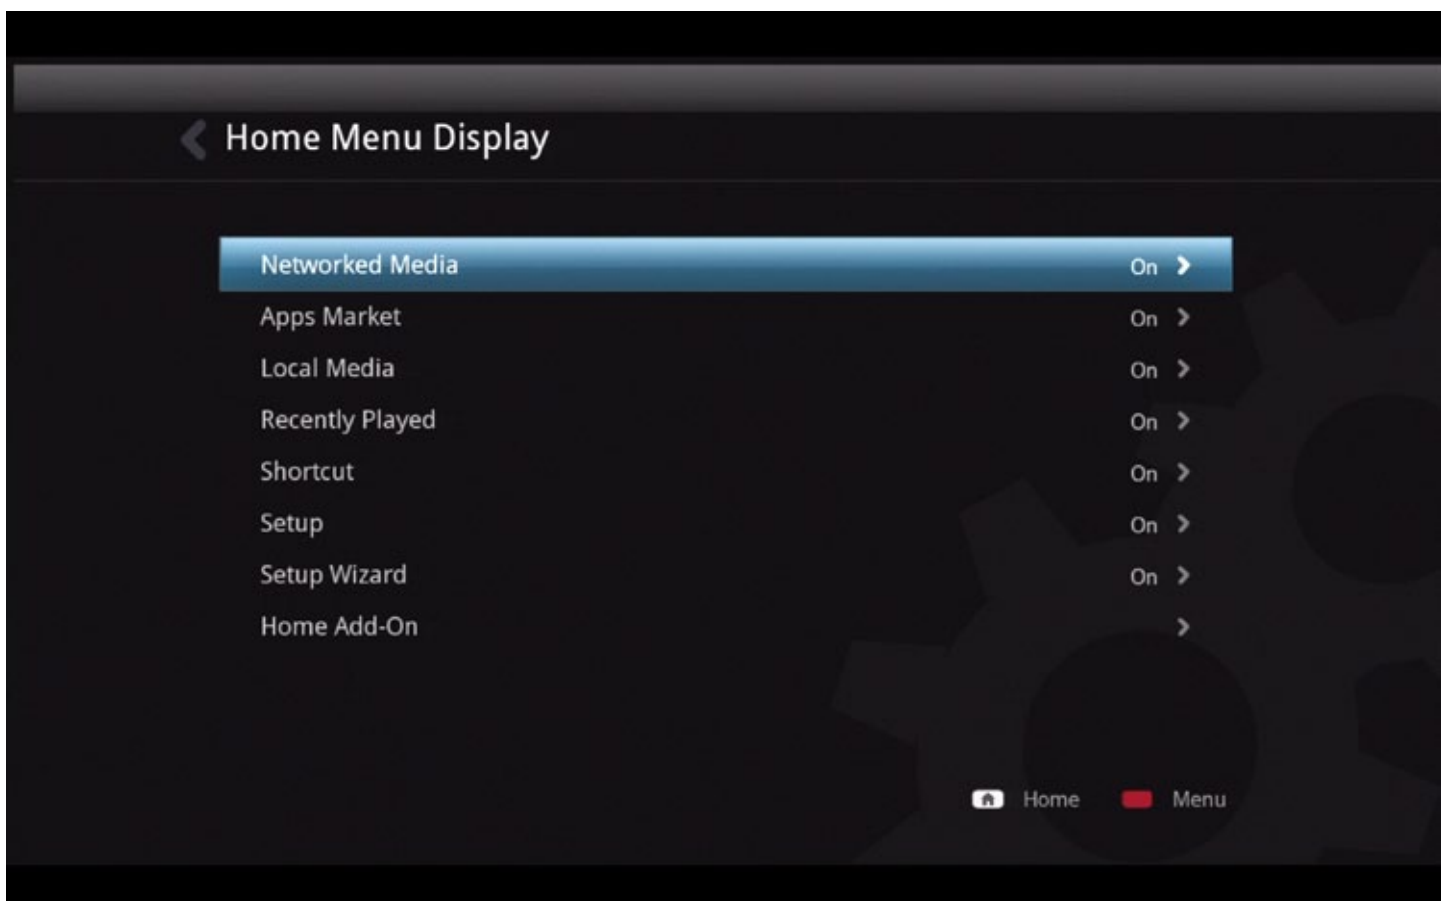 Home Menu Display
Networked Media On
Apps Market On
Local Media On
Recently Played On
Shortcut On
Setup On
Setup Wizard On
Home Add-On
Home Menu